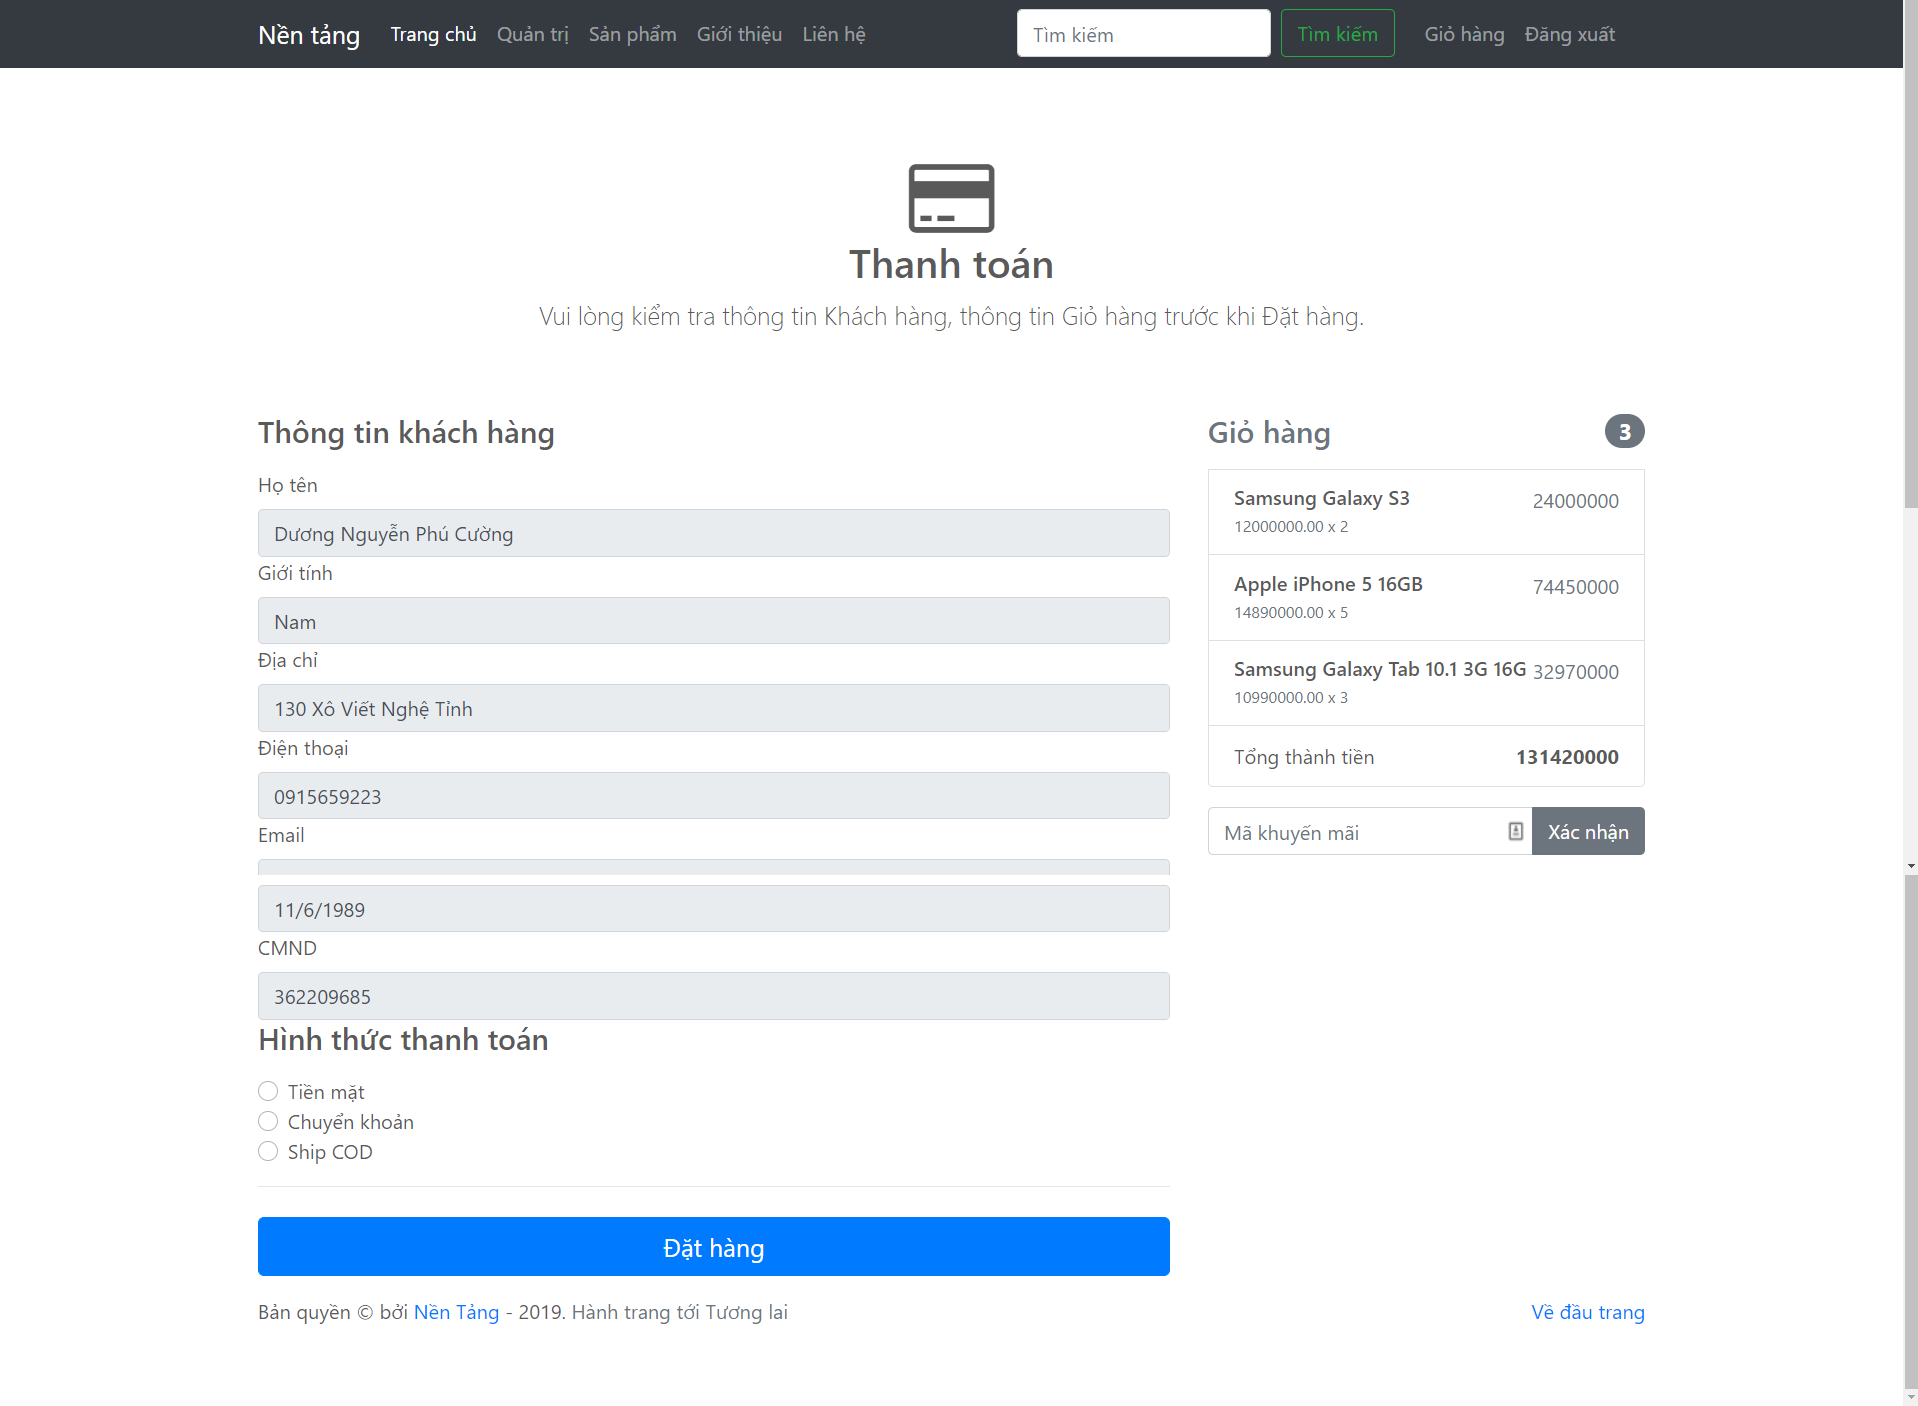 Nền tảng Trang chủ Quản trị Sản phẩm Giới thiệu Liên hệ Tìm kiếm Tìm kiếm Giỏ hàng Đăng xuất
Thanh toán
Vui lòng kiểm tra thông tin Khách hàng, thông tin Giỏ hàng trước khi Đặt hàng.
Thông tin khách hàng
Họ tên
Dương Nguyễn Phú Cường
Giới tính
Nam
Địa chỉ
130 Xô Viết Nghệ Tĩnh
Điện thoại
0915659223
Email
11/6/1989
CMND
362209685
Hình thức thanh toán
Tiền mặt
Chuyển khoản
Ship COD
Đặt hàng
Giỏ hàng 3
Samsung Galaxy S3 24000000
12000000.00 x 2
Apple iPhone 5 16GB 74450000
14890000.00 x 5
Samsung Galaxy Tab 10.1 3G 16G 32970000
10990000.00 x 3
Tổng thành tiền 131420000
Mã khuyến mãi Xác nhận
Bản quyền © bởi Nền Tảng - 2019. Hành trang tới Tương lai Về đầu trang